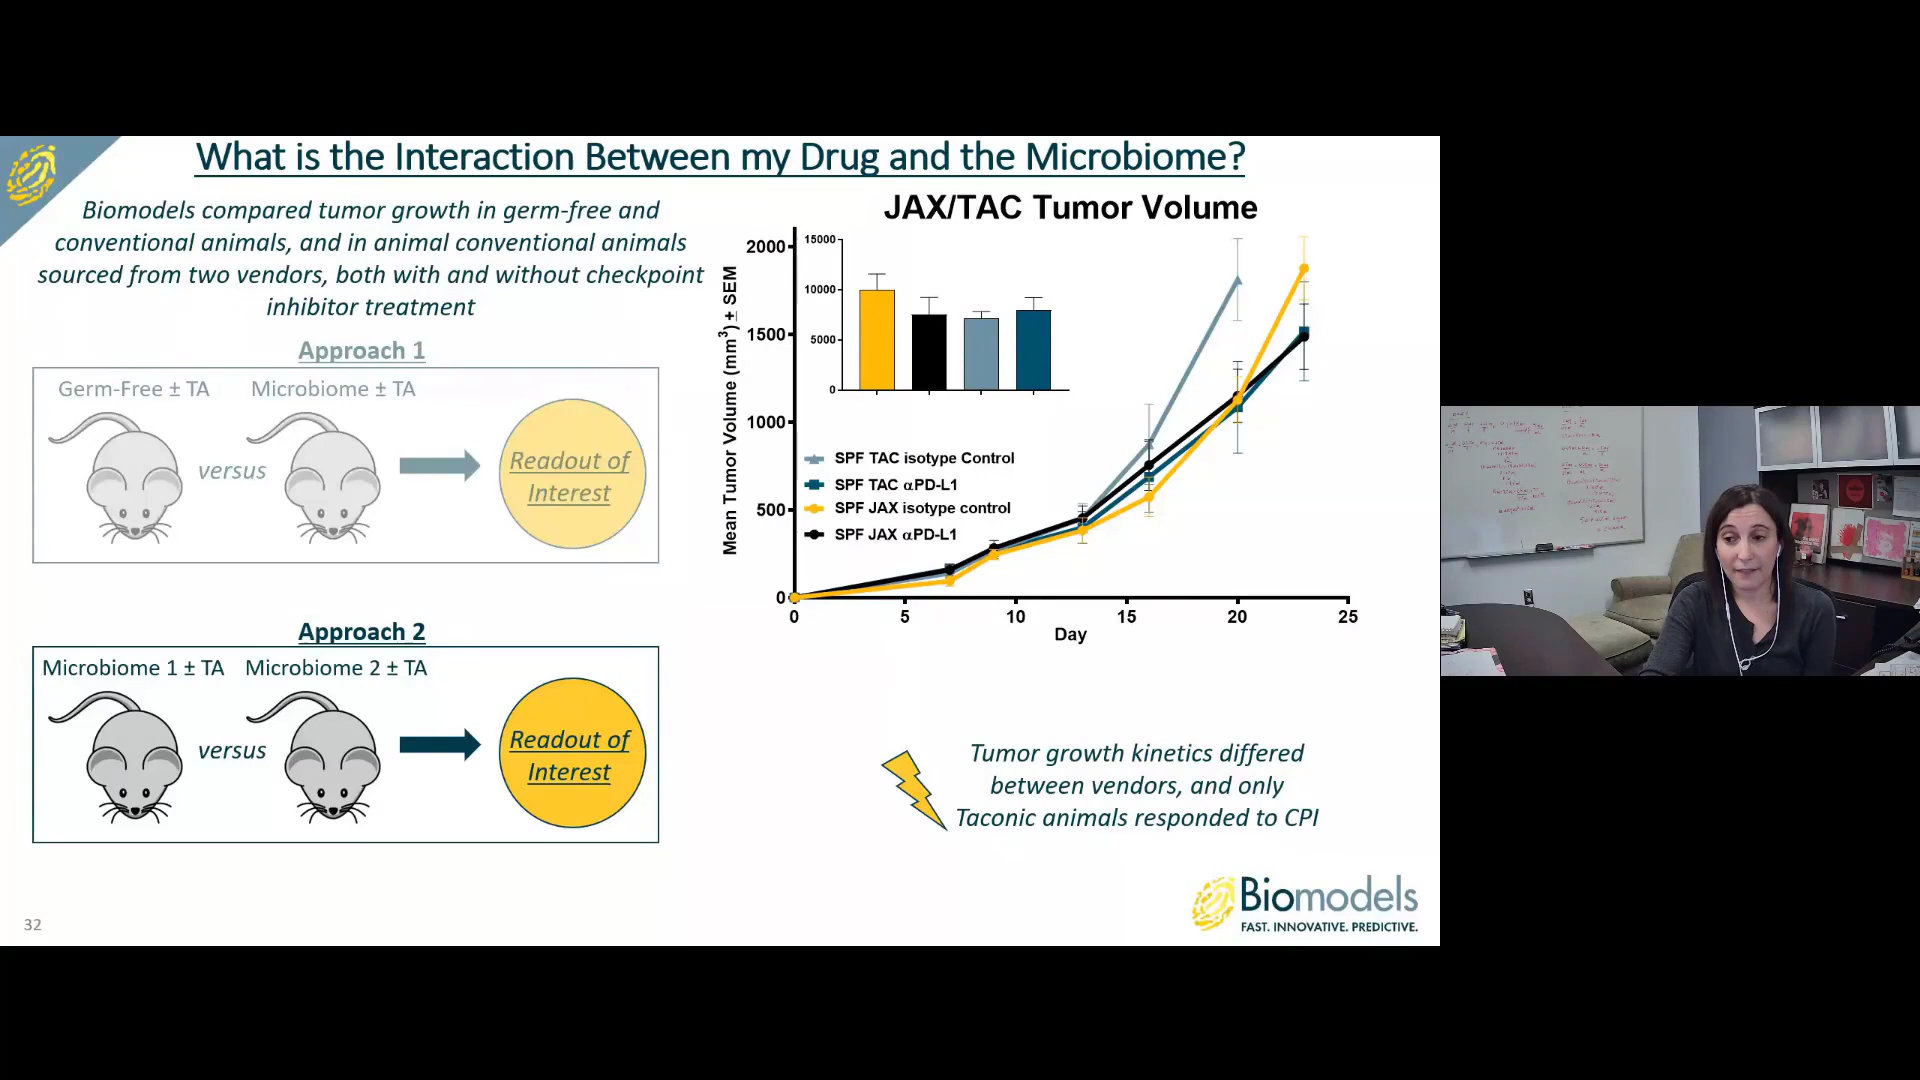 What is the Interaction Between my Drug and the Microbiome?
Biomodels compared tumor growth in germ-free and
conventional animals, and in animal conventional animals
sourced from two vendors, both with and without checkpoint
inhibitor treatment
Approach 1
Germ-Free ± TA
Microbiome ± TA
versus
Readout of
Interest
Approach 2
Microbiome 1 ± TA
Microbiome 2 ± TA
versus
Readout of
Interest
32
JAX/TAC Tumor Volume
Mean Tumor Volume (mm³) ± SEM
2000
1500
1000
500
0
15000
10000
5000
0
SPF TAC isotype Control
SPF TAC αPD-L1
SPF JAX isotype control
SPF JAX αPD-L1
0
5
10
15
20
25
Day
Tumor growth kinetics differed
between vendors, and only
Taconic animals responded to CPI
Biomodels
FAST. INNOVATIVE. PREDICTIVE.